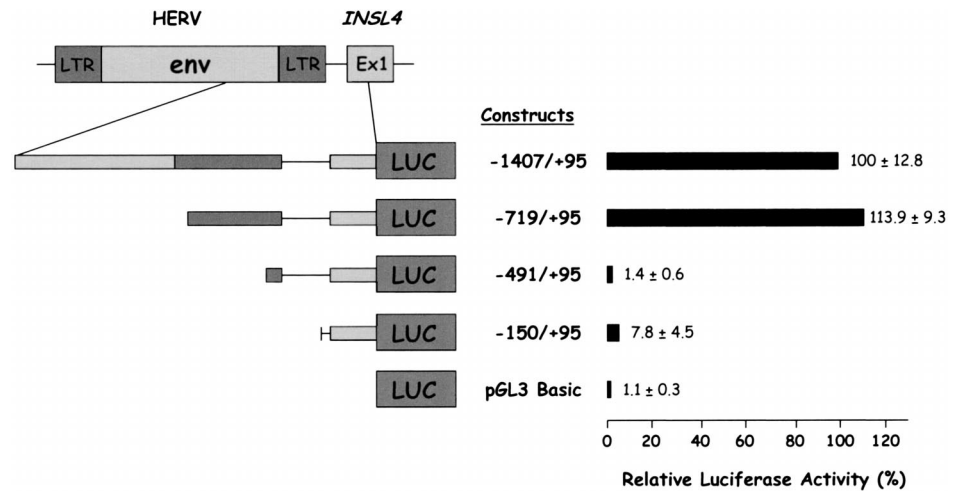 HERV INSL4
LTR env LTR Ex1
Constructs
LUC -1407/+95 100 ± 12.8
LUC -719/+95 113.9 ± 9.3
LUC -491/+95 1.4 ± 0.6
LUC -150/+95 7.8 ± 4.5
LUC pGL3 Basic 1.1 ± 0.3
0 20 40 60 80 100 120
Relative Luciferase Activity (%)